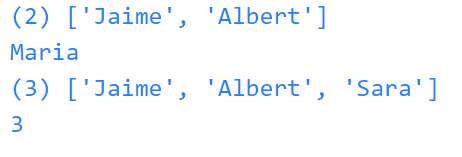 (2) ['Jaime', 'Albert']
Maria
(3) ['Jaime', 'Albert', 'Sara']
3